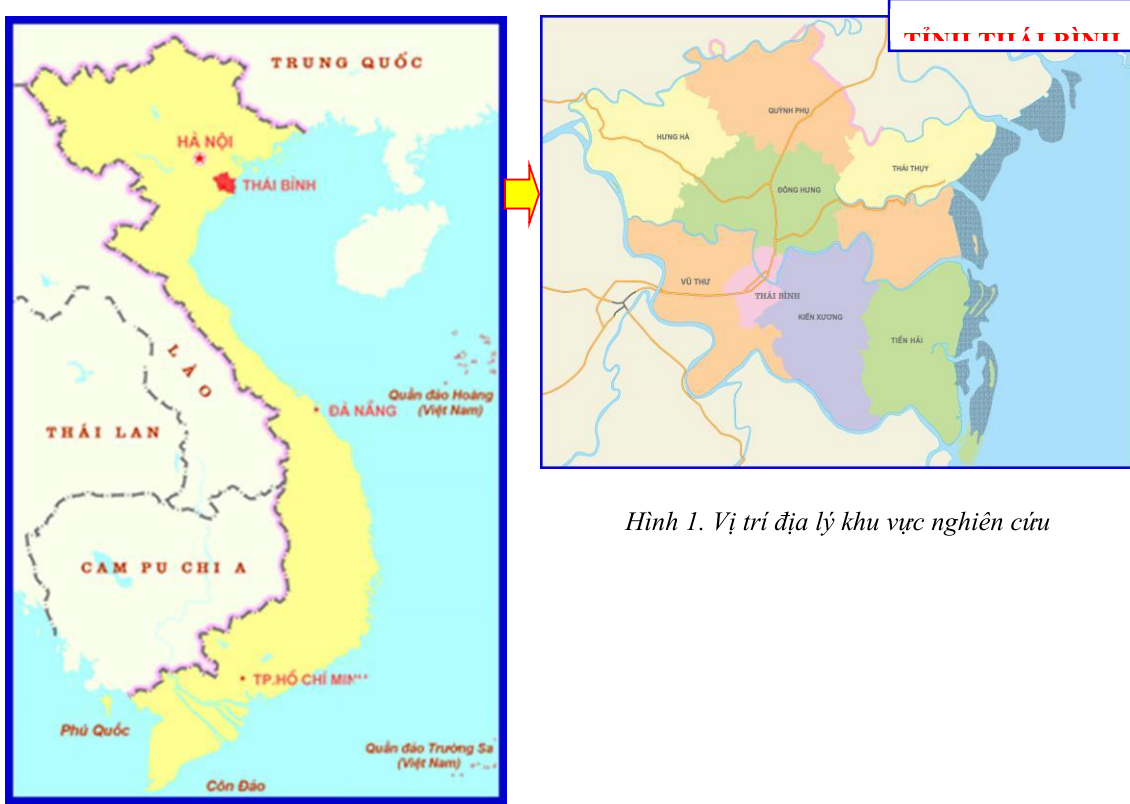 TRUNG QUỐC
HÀ NỘI
THÁI BÌNH
LÀO
Quần đảo Hoàng
(Việt Nam)
ĐÀ NẴNG
THÁI LAN
CAM PU CHI A
TP.HỒ CHÍ MINH
Phú Quốc
Quần đảo Trường Sa
(Việt Nam)
Côn Đảo
TỈNH THÁI BÌNH
QUỲNH PHỤ
HƯNG HÀ
THÁI THỤY
ĐÔNG HƯNG
VŨ THƯ
THÁI BÌNH
KIẾN XƯƠNG
TIỀN HẢI
Hình 1. Vị trí địa lý khu vực nghiên cứu